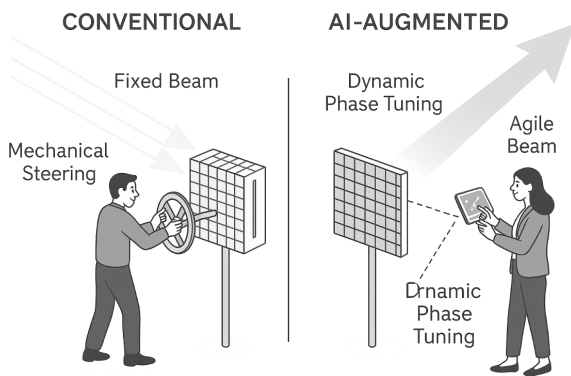 CONVENTIONAL
Fixed Beam
Mechanical
Steering
AI-AUGMENTED
Dynamic
Phase Tuning
Agile
Beam
Drnamic
Phase
Tuning